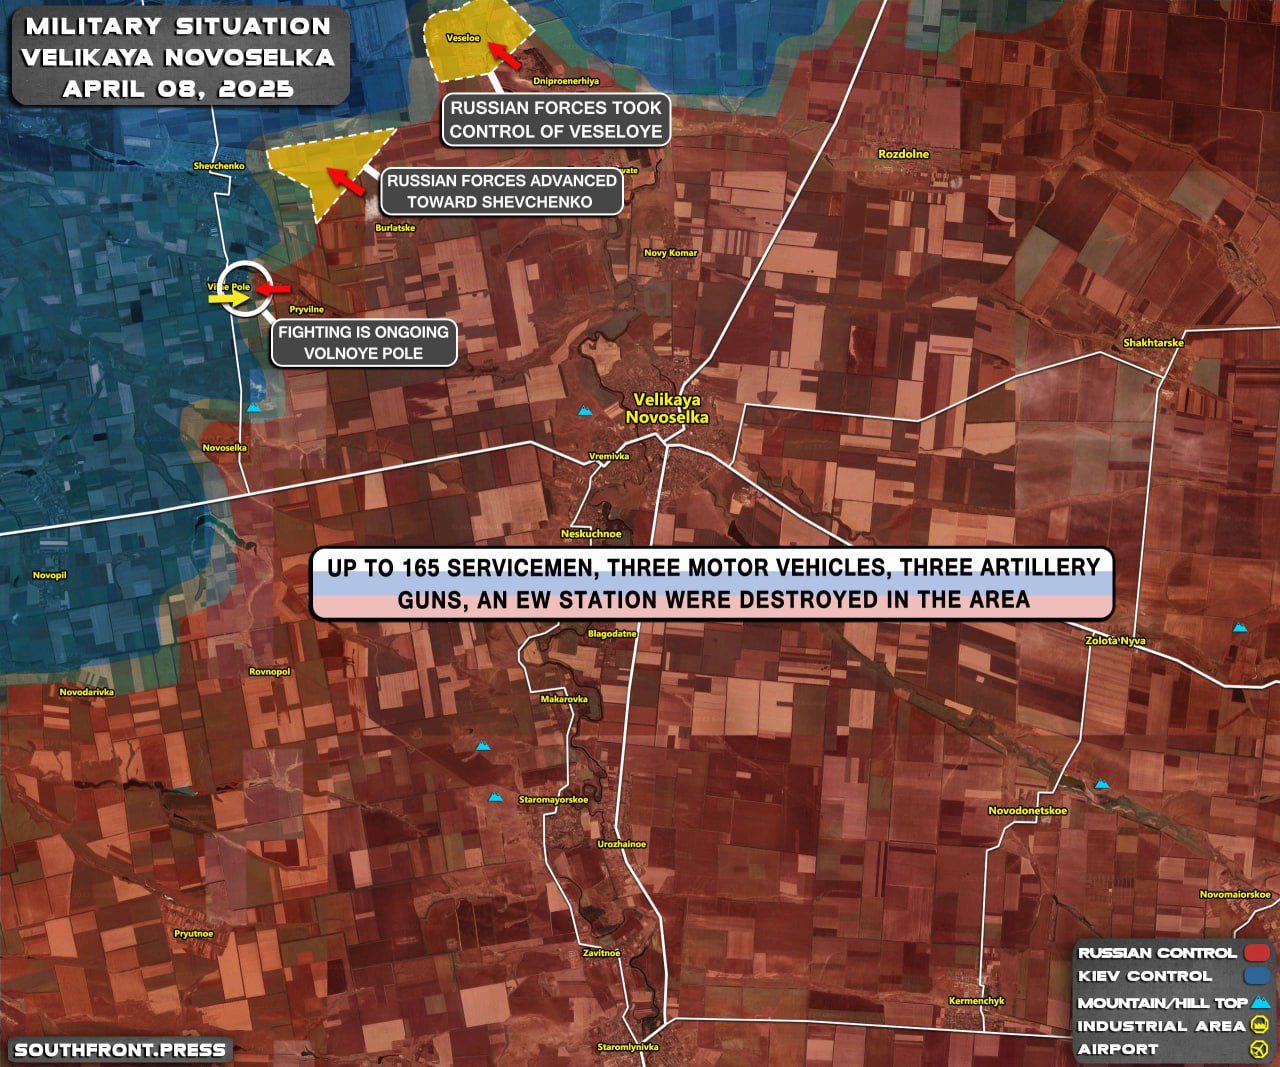 MILITARY SITUATION
VELIKAYA NOVOSELKA
APRIL 08, 2025
Veseloe
Dniproenerhiya
RUSSIAN FORCES TOOK
CONTROL OF VESELOYE
Rozdolne
Shevchenko
RUSSIAN FORCES ADVANCED
TOWARD SHEVCHENKO
Burlatske
Novy Komar
Pole
Pryvilne
FIGHTING IS ONGOING
VOLNOYE POLE
Shakhtarske
Velikaya
Novoselka
Novoselka
Vremivka
Neskuchnoe
UP TO 165 SERVICEMEN, THREE MOTOR VEHICLES, THREE ARTILLERY
GUNS, AN EW STATION WERE DESTROYED IN THE AREA
Novopil
Blagodatne
Zolota Nyva
Rovnopol
Novodarivka
Makarovka
Staromayorskoe
Novodonetskoe
Urozhainoe
Novomaiorskoe
Pryutnoe
Zavitnoe
Kermenchyk
Staromlynivka
RUSSIAN CONTROL
KIEV CONTROL
MOUNTAIN/HILL TOP
INDUSTRIAL AREA
AIRPORT
SOUTHFRONT.PRESS